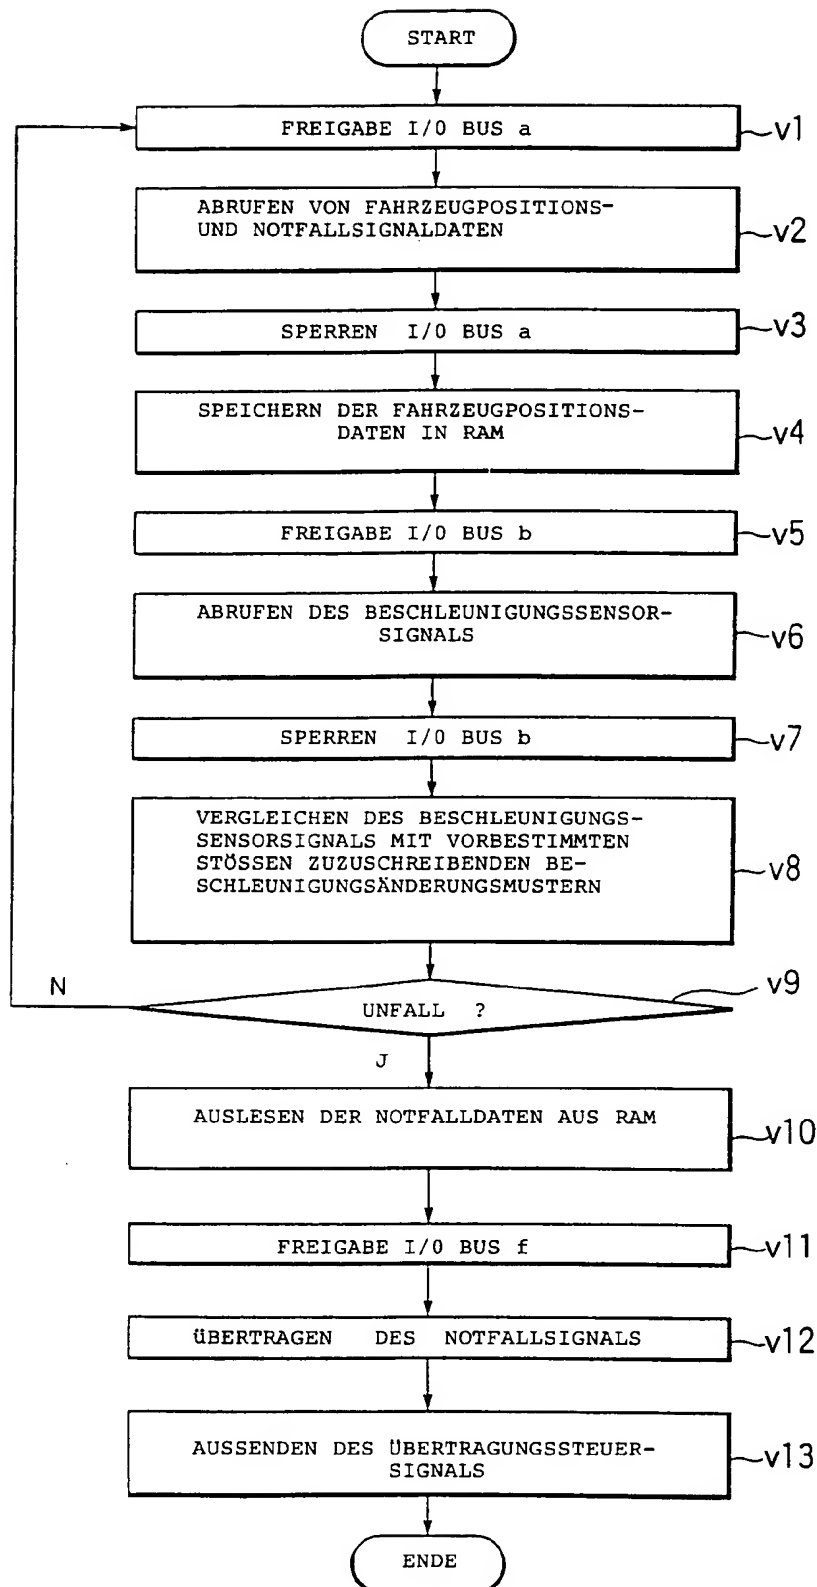 START
FREIGABE I/O BUS a
v1
ABRUFEN VON FAHRZEUGPOSITIONS-
UND NOTFALLSIGNALDATEN
v2
SPERREN I/O BUS a
v3
SPEICHERN DER FAHRZEUGPOSITIONS-
DATEN IN RAM
v4
FREIGABE I/O BUS b
v5
ABRUFEN DES BESCHLEUNIGUNGSSENSOR-
SIGNALS
v6
SPERREN I/O BUS b
v7
VERGLEICHEN DES BESCHLEUNIGUNGS-
SENSORSIGNALS MIT VORBESTIMMTEN
STÖSSEN ZUZUSCHREIBENDEN BE-
SCHLEUNIGUNGSÄNDERUNGSMUSTERN
v8
N
UNFALL ?
v9
J
AUSLESEN DER NOTFALLDATEN AUS RAM
v10
FREIGABE I/O BUS f
v11
ÜBERTRAGEN DES NOTFALLSIGNALS
v12
AUSSENDEN DES ÜBERTRAGUNGSSTEUER-
SIGNALS
v13
ENDE